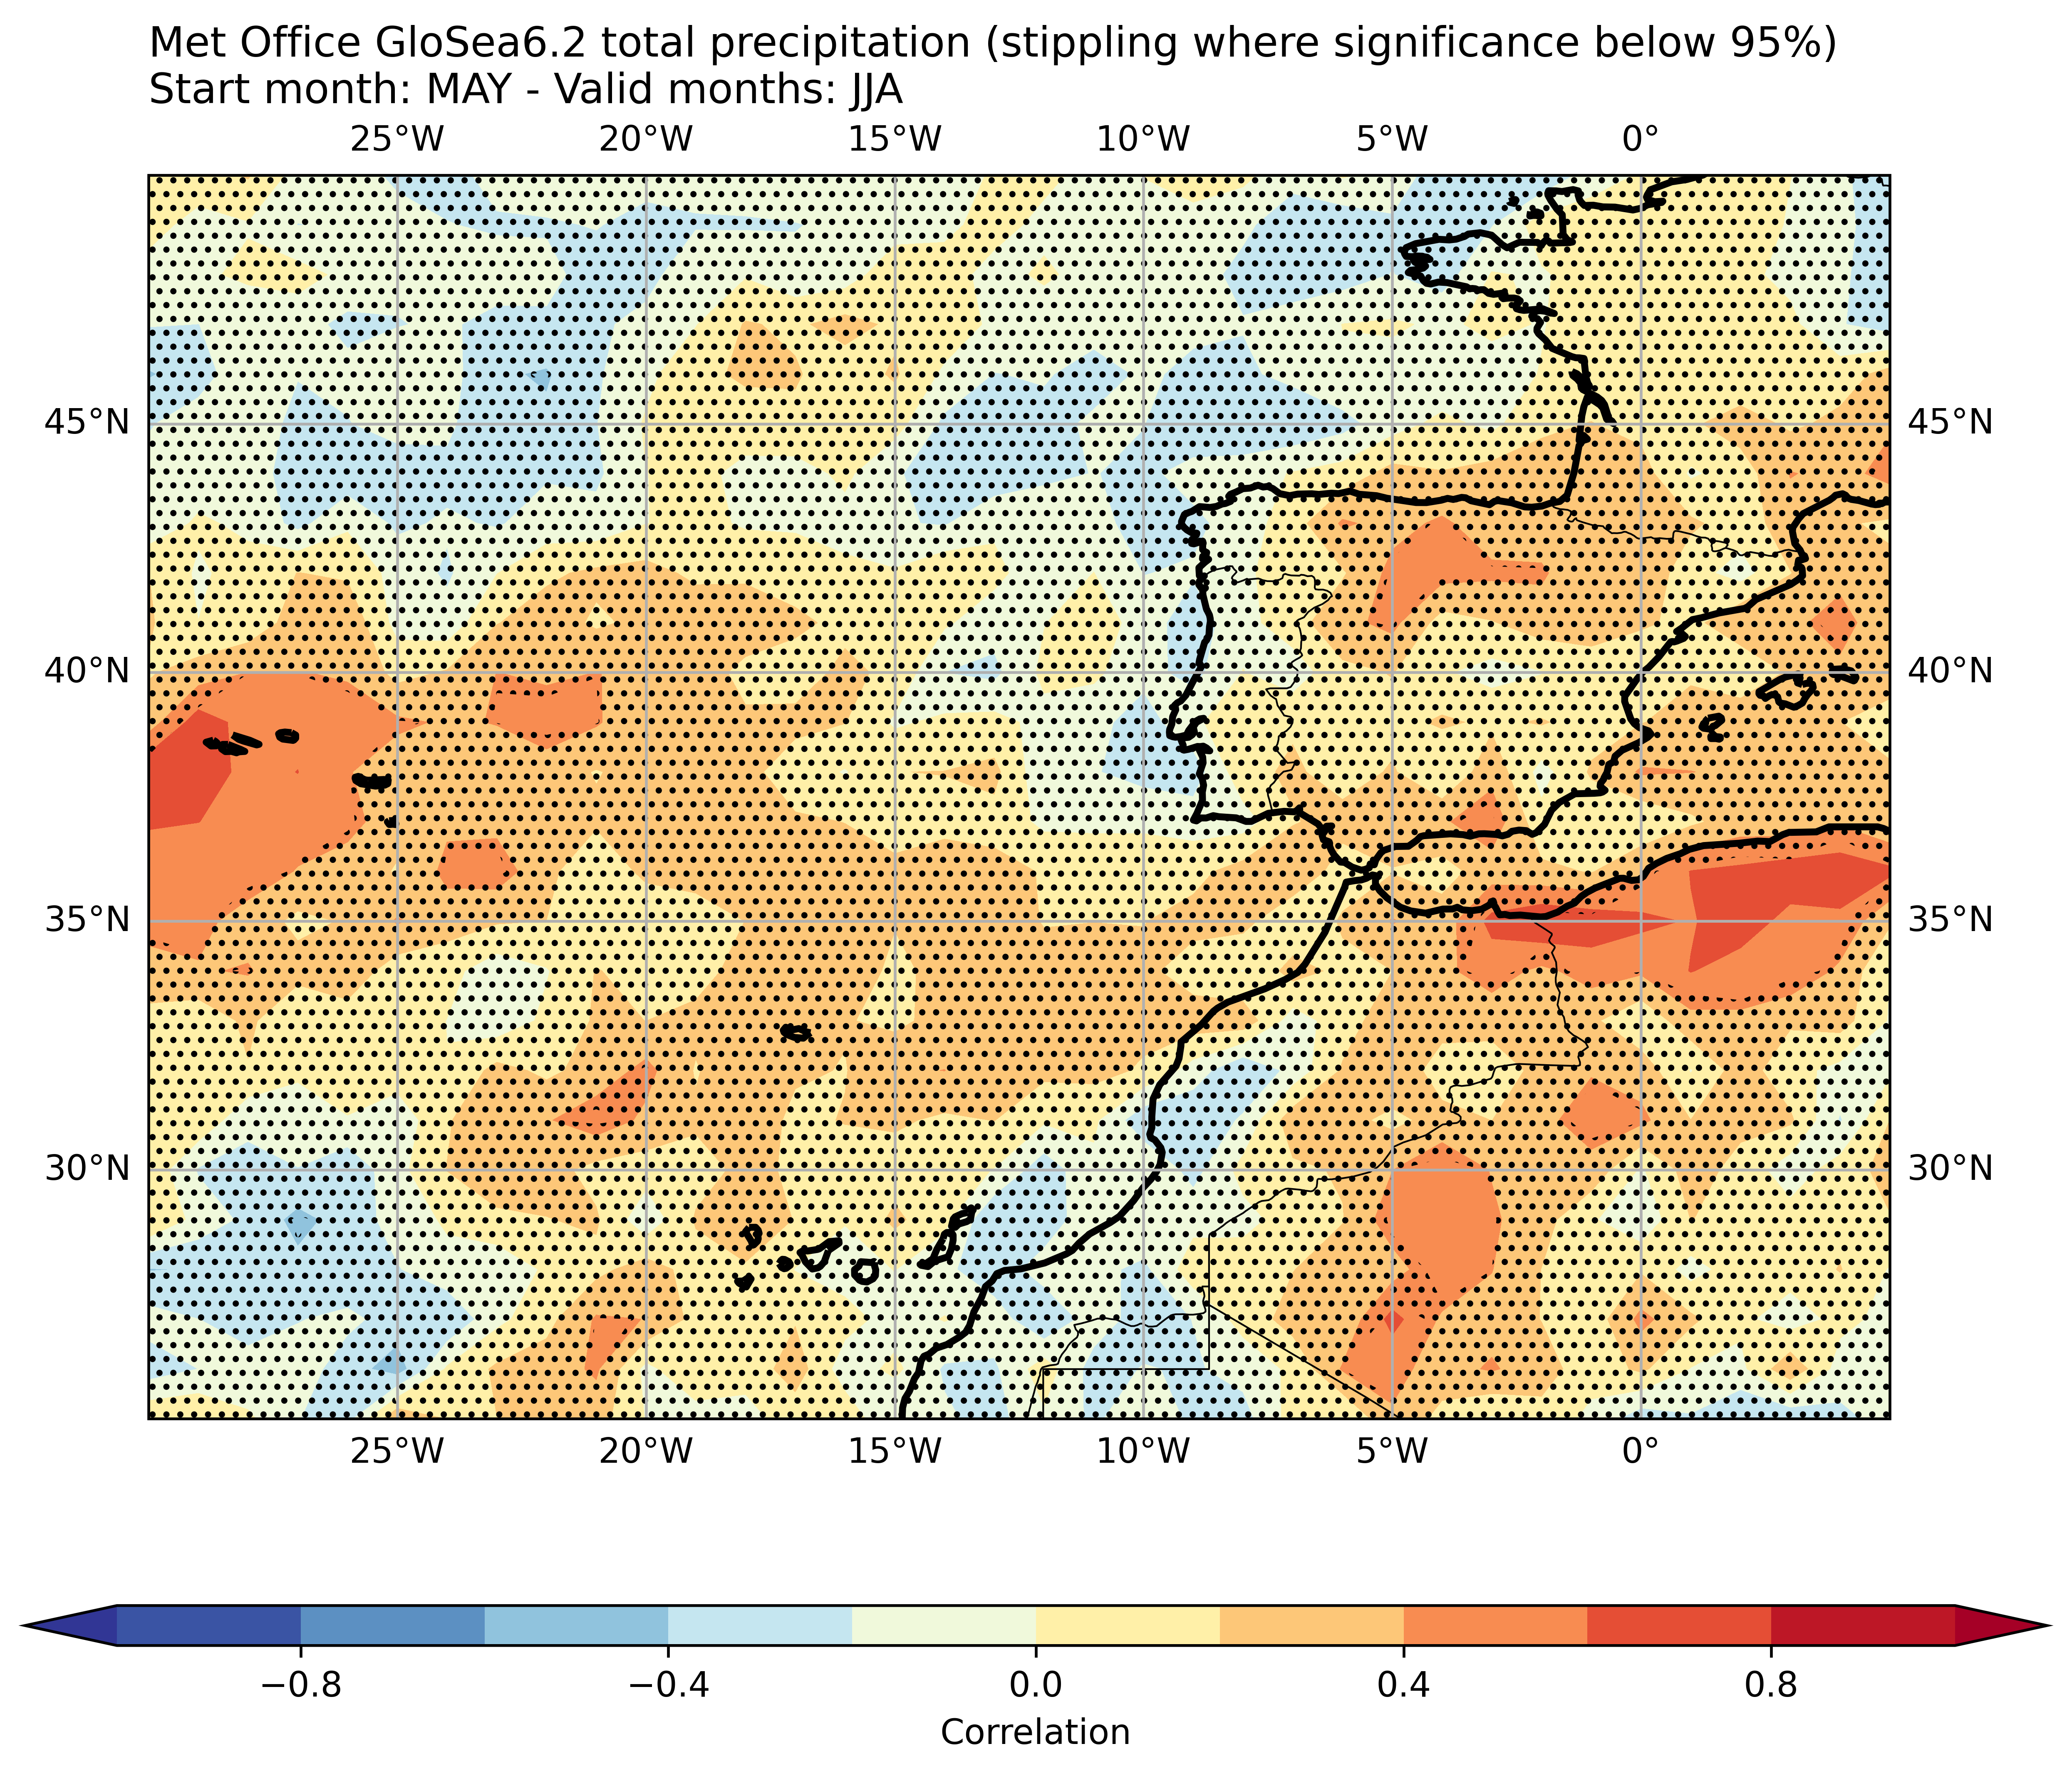 Met Office GloSea6.2 total precipitation (stippling where significance below 95%)
Start month: MAY - Valid months: JJA
25°W 20°W 15°W 10°W 5°W 0°
45°N 45°N
40°N 40°N
35°N 35°N
30°N 30°N
25°W 20°W 15°W 10°W 5°W 0°
−0.8 −0.4 0.0 0.4 0.8
Correlation